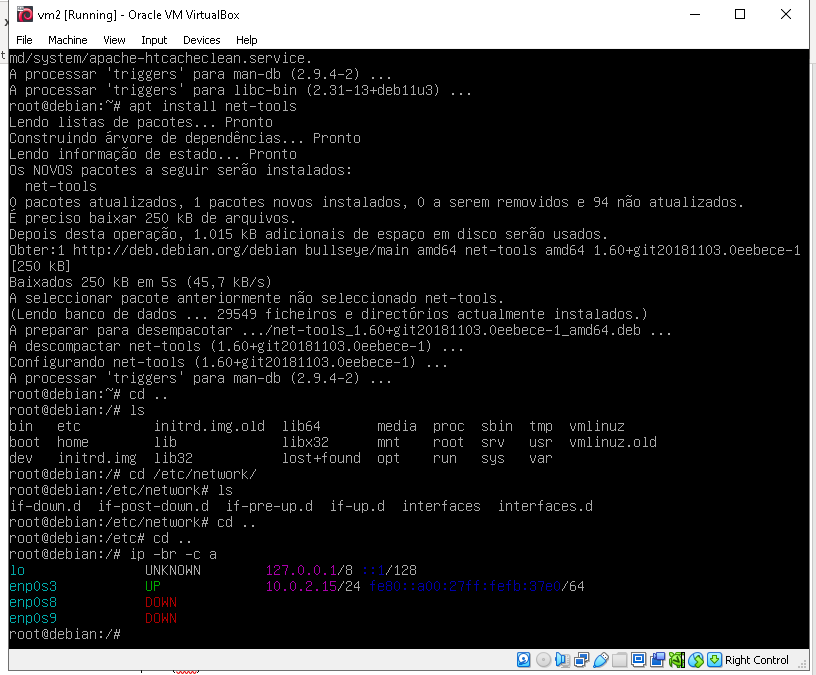 vm2 [Running] - Oracle VM VirtualBox
File Machine View Input Devices Help
md/system/apache-htcacheclean.service.
A processar 'triggers' para man-db (2.9.4-2) ...
A processar 'triggers' para libc-bin (2.31-13+deb11u3) ...
root@debian:~# apt install net-tools
Lendo listas de pacotes... Pronto
Construindo árvore de dependências... Pronto
Lendo informação de estado... Pronto
Os NOVOS pacotes a seguir serão instalados:
  net-tools
0 pacotes atualizados, 1 pacotes novos instalados, 0 a serem removidos e 94 não atualizados.
É preciso baixar 250 kB de arquivos.
Depois desta operação, 1.015 kB adicionais de espaço em disco serão usados.
Obter:1 http://deb.debian.org/debian bullseye/main amd64 net-tools amd64 1.60+git20181103.0eebece-1
[250 kB]
Baixados 250 kB em 5s (45,7 kB/s)
A seleccionar pacote anteriormente não seleccionado net-tools.
(Lendo banco de dados ... 29549 ficheiros e directórios actualmente instalados.)
A preparar para desempacotar .../net-tools_1.60+git20181103.0eebece-1_amd64.deb ...
A descompactar net-tools (1.60+git20181103.0eebece-1) ...
Configurando net-tools (1.60+git20181103.0eebece-1) ...
A processar 'triggers' para man-db (2.9.4-2) ...
root@debian:~# cd ..
root@debian:/# ls
bin etc initrd.img.old lib64 media proc sbin tmp vmlinuz
boot home lib libx32 mnt root srv usr vmlinuz.old
dev initrd.img lib32 lost+found opt run sys var
root@debian:/# cd /etc/network/
root@debian:/etc/network# ls
if-down.d if-post-down.d if-pre-up.d if-up.d interfaces interfaces.d
root@debian:/etc/network# cd ..
root@debian:/etc# cd ..
root@debian:/# ip -br -c a
lo UNKNOWN 127.0.0.1/8 ::1/128
enp0s3 UP 10.0.2.15/24 fe80::a00:27ff:fefb:37e0/64
enp0s8 DOWN
enp0s9 DOWN
root@debian:/#
Right Control